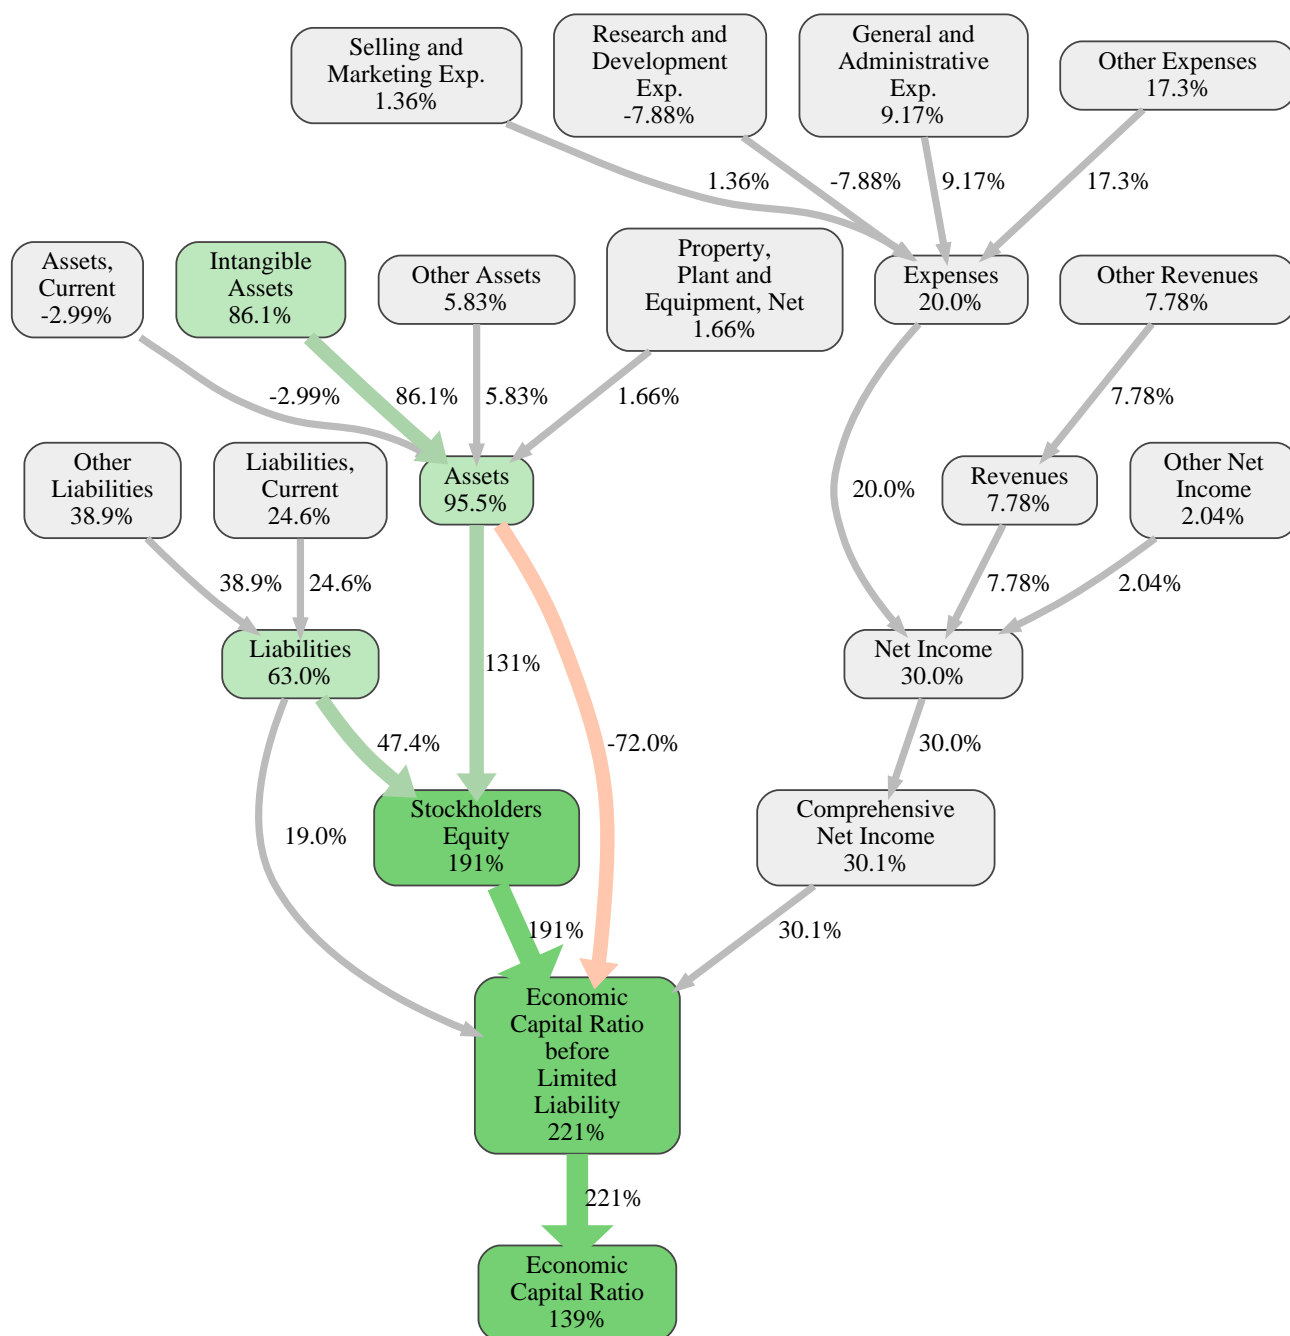 Selling and
Marketing Exp.
1.36%
Research and
Development
Exp.
-7.88%
General and
Administrative
Exp.
9.17%
Other Expenses
17.3%
1.36%
-7.88%
9.17%
17.3%
Assets,
Current
-2.99%
Intangible
Assets
86.1%
Other Assets
5.83%
Property,
Plant and
Equipment, Net
1.66%
Expenses
20.0%
Other Revenues
7.78%
-2.99%
86.1%
5.83%
1.66%
7.78%
Other
Liabilities
38.9%
Liabilities,
Current
24.6%
Assets
95.5%
20.0%
Revenues
7.78%
Other Net
Income
2.04%
38.9%
24.6%
7.78%
2.04%
Liabilities
63.0%
131%
Net Income
30.0%
47.4%
-72.0%
30.0%
19.0%
Stockholders
Equity
191%
Comprehensive
Net Income
30.1%
191%
30.1%
Economic
Capital Ratio
before
Limited
Liability
221%
221%
Economic
Capital Ratio
139%